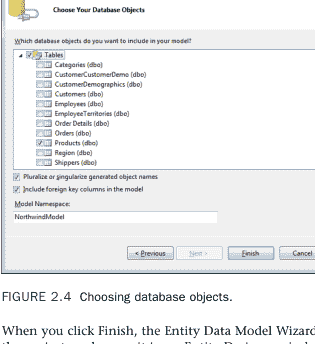 Choose Your Database Objects
Which database objects do you want to include in your model?
Tables
Categories (dbo)
CustomerCustomerDemo (dbo)
CustomerDemographics (dbo)
Customers (dbo)
Employees (dbo)
EmployeeTerritories (dbo)
Order Details (dbo)
Orders (dbo)
Products (dbo)
Region (dbo)
Shippers (dbo)
Pluralize or singularize generated object names
Include foreign key columns in the model
Model Namespace:
NorthwindModel
< Previous Next > Finish Cancel
FIGURE 2.4 Choosing database objects.
When you click Finish, the Entity Data Model Wizard